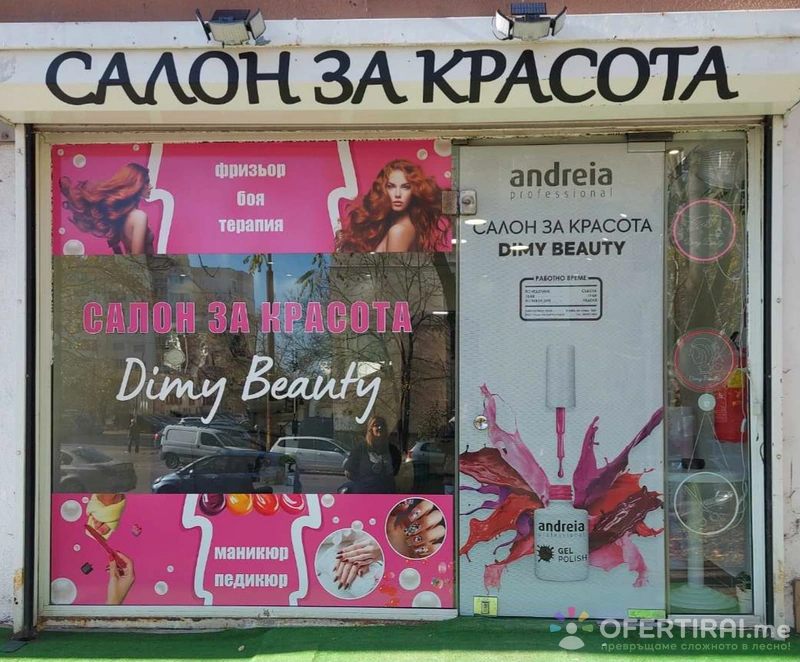 САЛОН ЗА КРАСОТА
фризьор
боя
терапия
andreia
professional
САЛОН ЗА КРАСОТА
DIMY BEAUTY
РАБОТНО ВРЕМЕ
САЛОН ЗА КРАСОТА
Dimy Beauty
маникюр
педикюр
andreia
professional
GEL
POLISH
OFERTIRAI.me
превръщаме сложното в лесно!